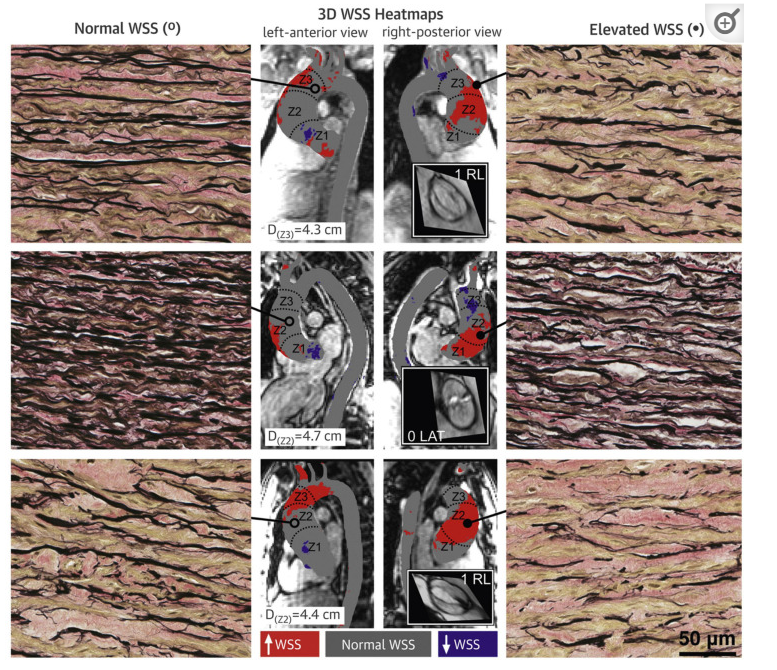 3D WSS Heatmaps
Normal WSS (o) left-anterior view right-posterior view Elevated WSS (•)
Z3
Z2
Z1
Z3
Z2
Z1
1 RL
D(Z3)=4.3 cm
Z3
Z2
Z1
Z3
Z2
Z1
0 LAT
D(Z2)=4.7 cm
Z3
Z2
Z1
Z3
Z2
Z1
1 RL
D(Z2)=4.4 cm
↑WSS Normal WSS ↓WSS
50 μm